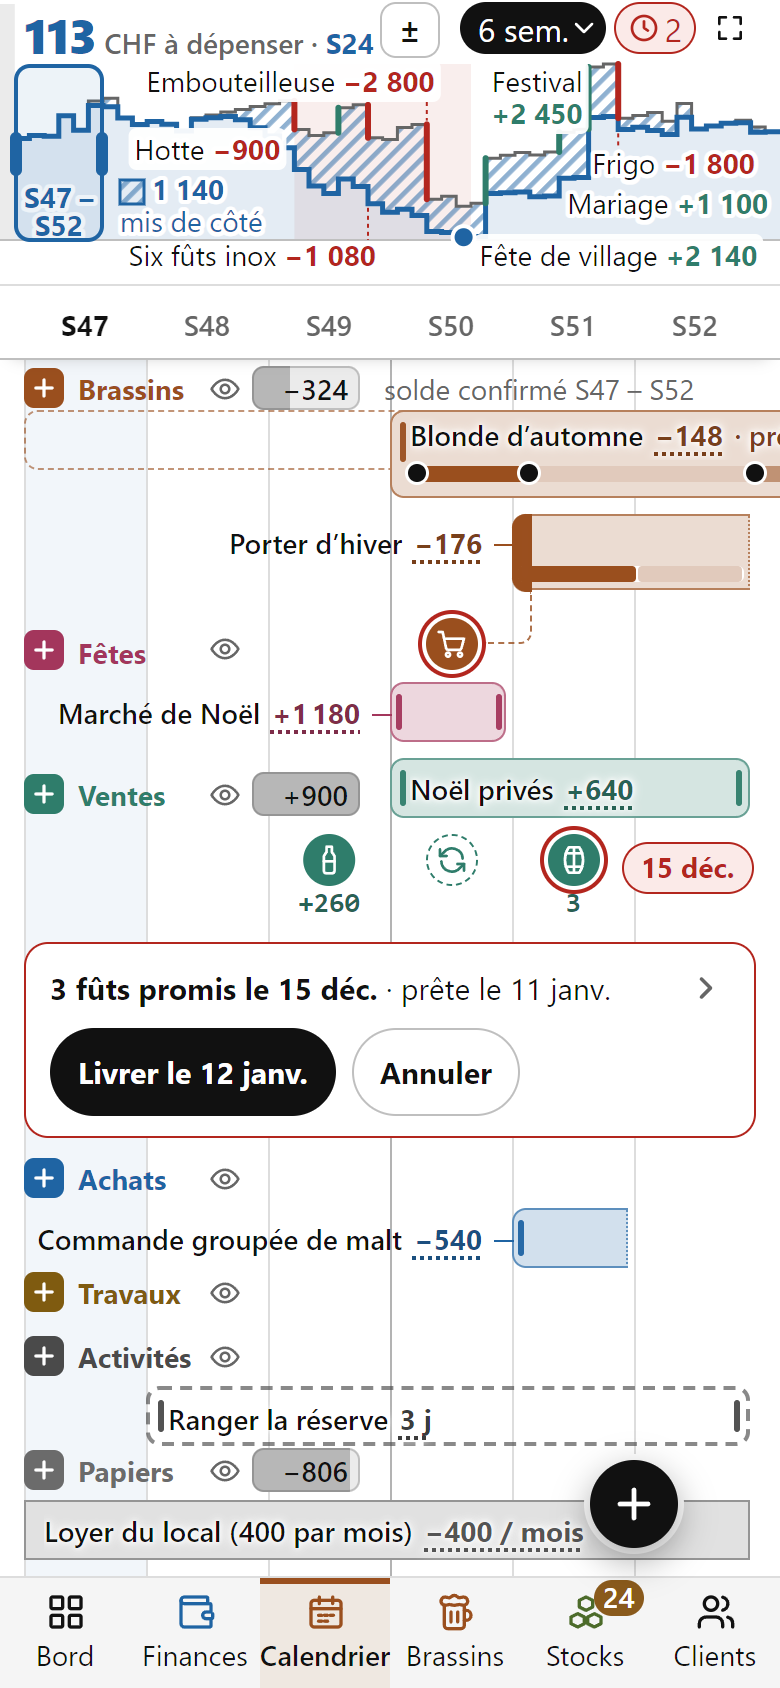 113 CHF à dépenser · S24 ± 6 sem. 2
Embouteilleuse −2 800 Festival
+2 450
Hotte −900 Frigo −1 800
S47 – 1 140 Mariage +1 100
S52 mis de côté
Six fûts inox −1 080 Fête de village +2 140
S47 S48 S49 S50 S51 S52
Brassins −324 solde confirmé S47 – S52
Blonde d’automne −148 · pr
Porter d’hiver −176
Fêtes
Marché de Noël +1 180
Ventes +900 Noël privés +640
15 déc.
+260 3
3 fûts promis le 15 déc. · prête le 11 janv.
Livrer le 12 janv. Annuler
Achats
Commande groupée de malt −540
Travaux
Activités
Ranger la réserve 3 j
Papiers −806
Loyer du local (400 par mois) −400 / mois
24
Bord Finances Calendrier Brassins Stocks Clients